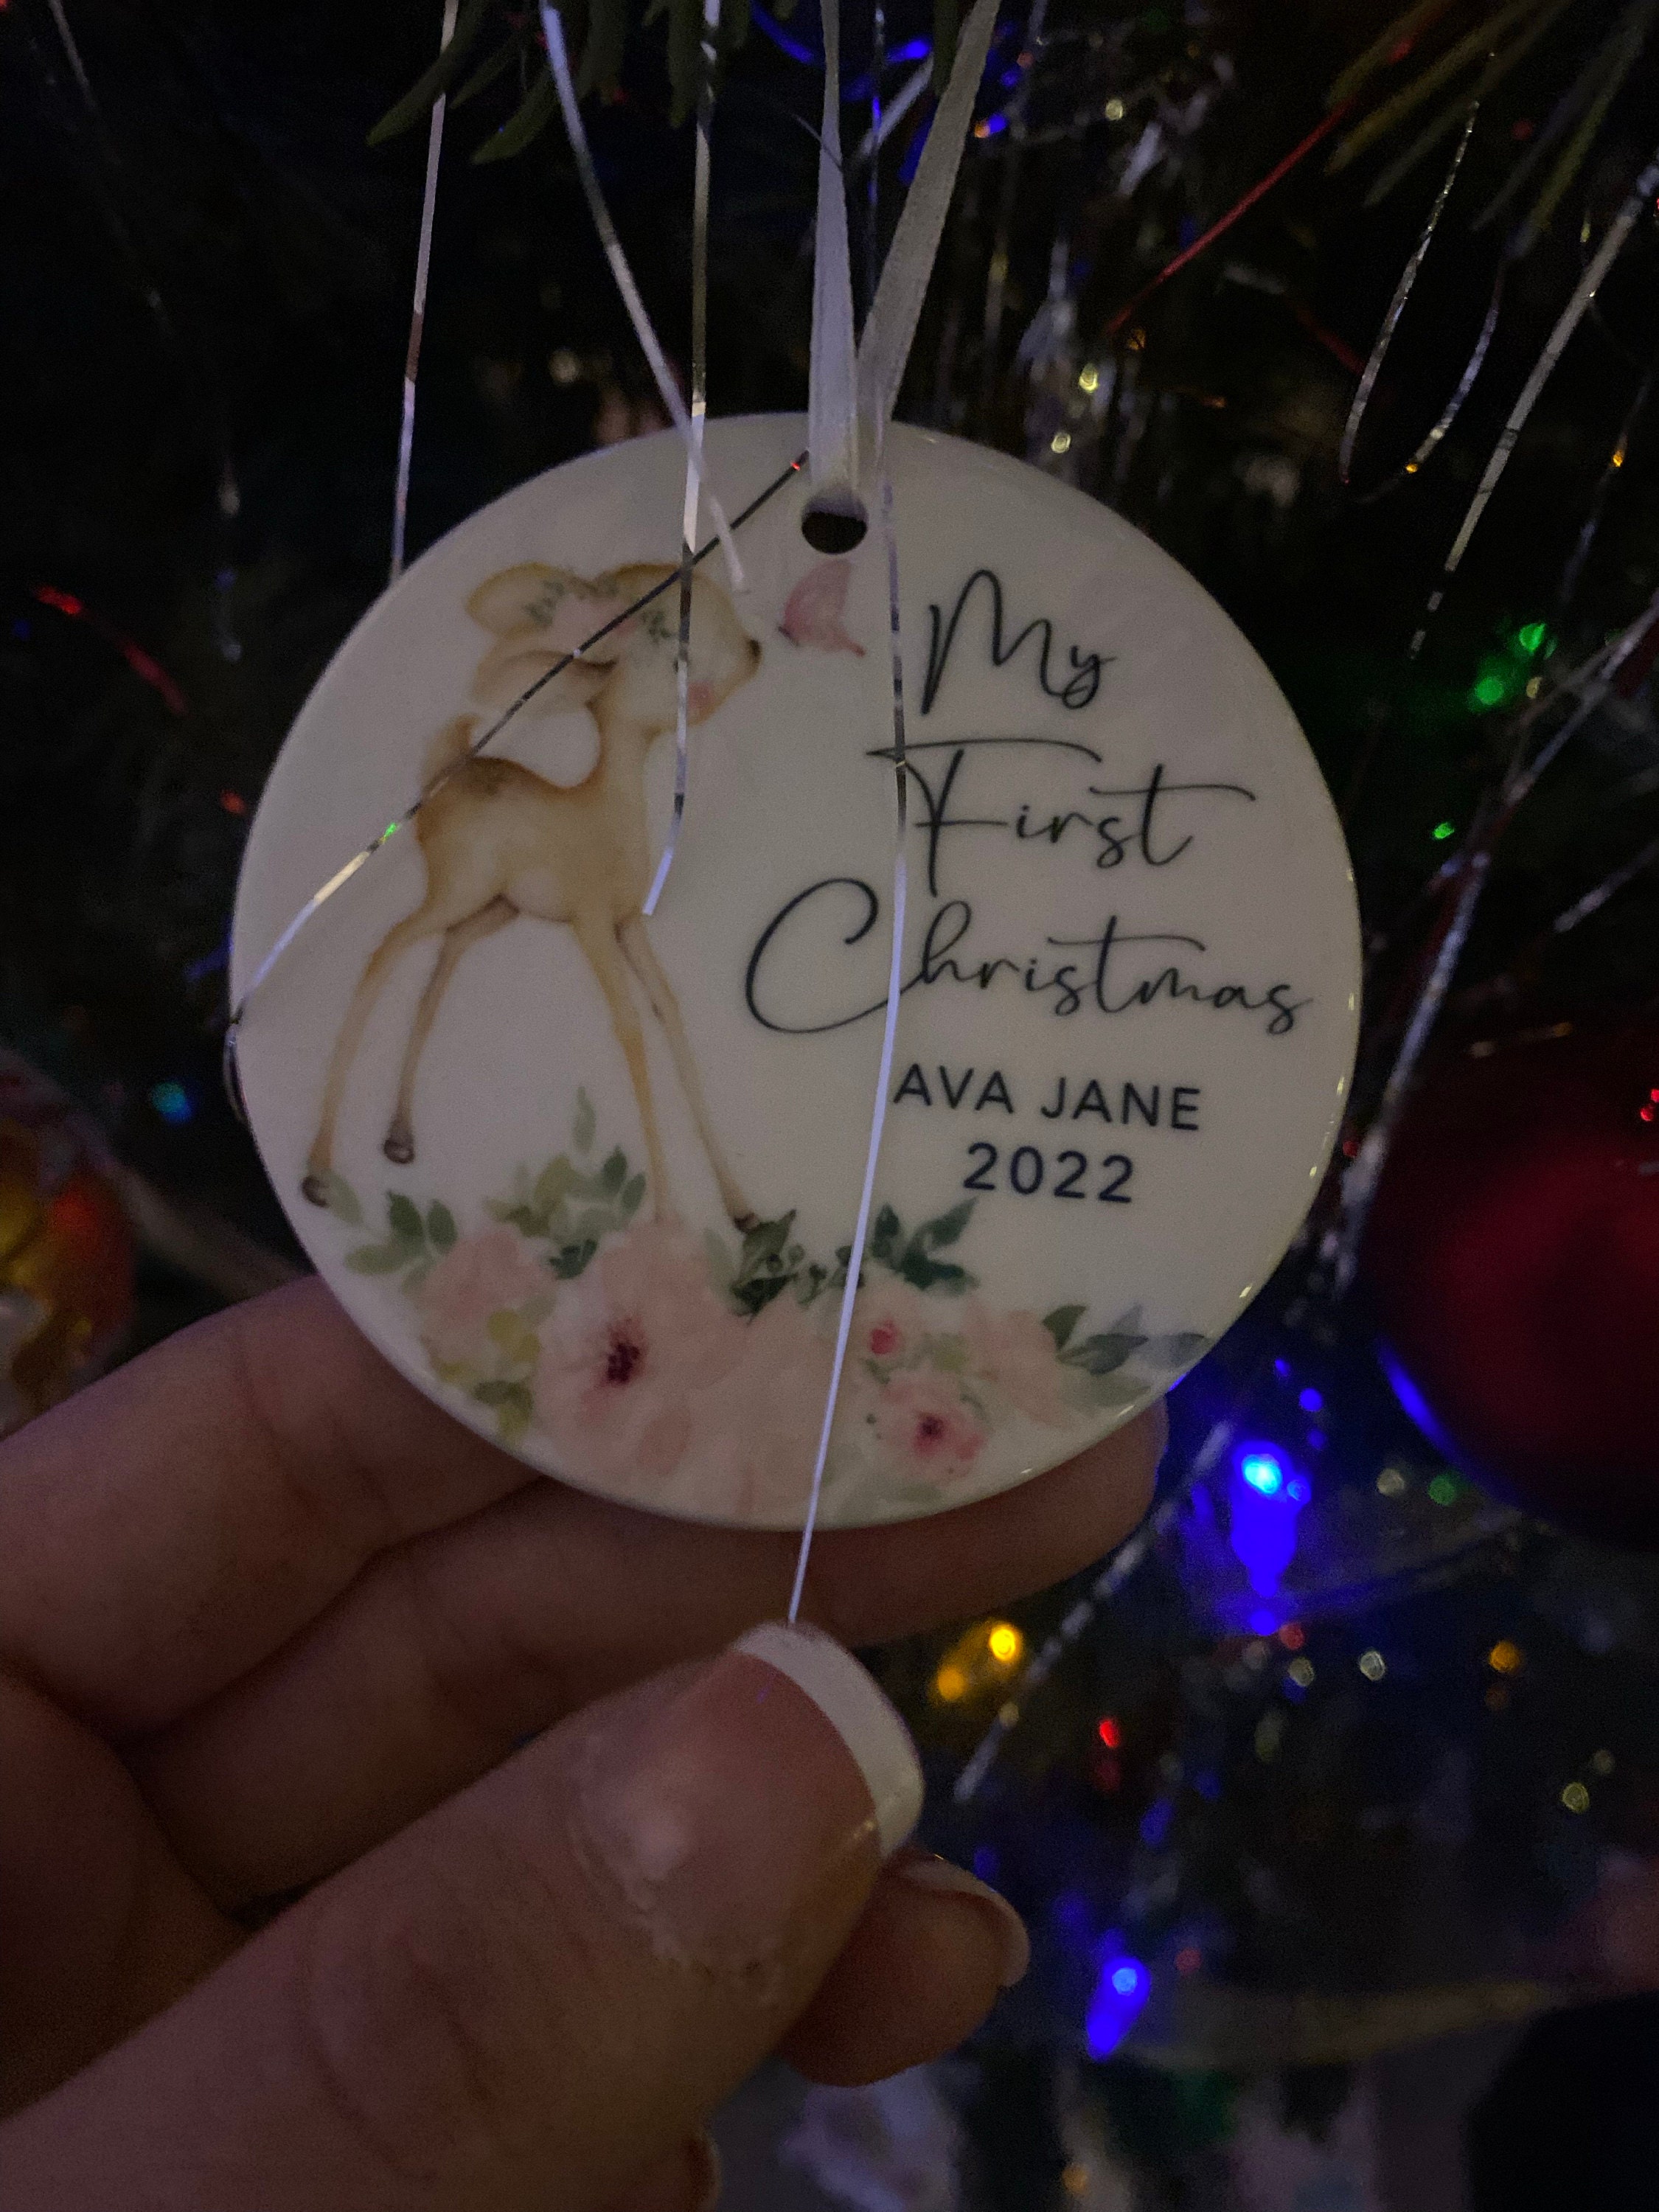 My
First
Christmas
AVA JANE
2022